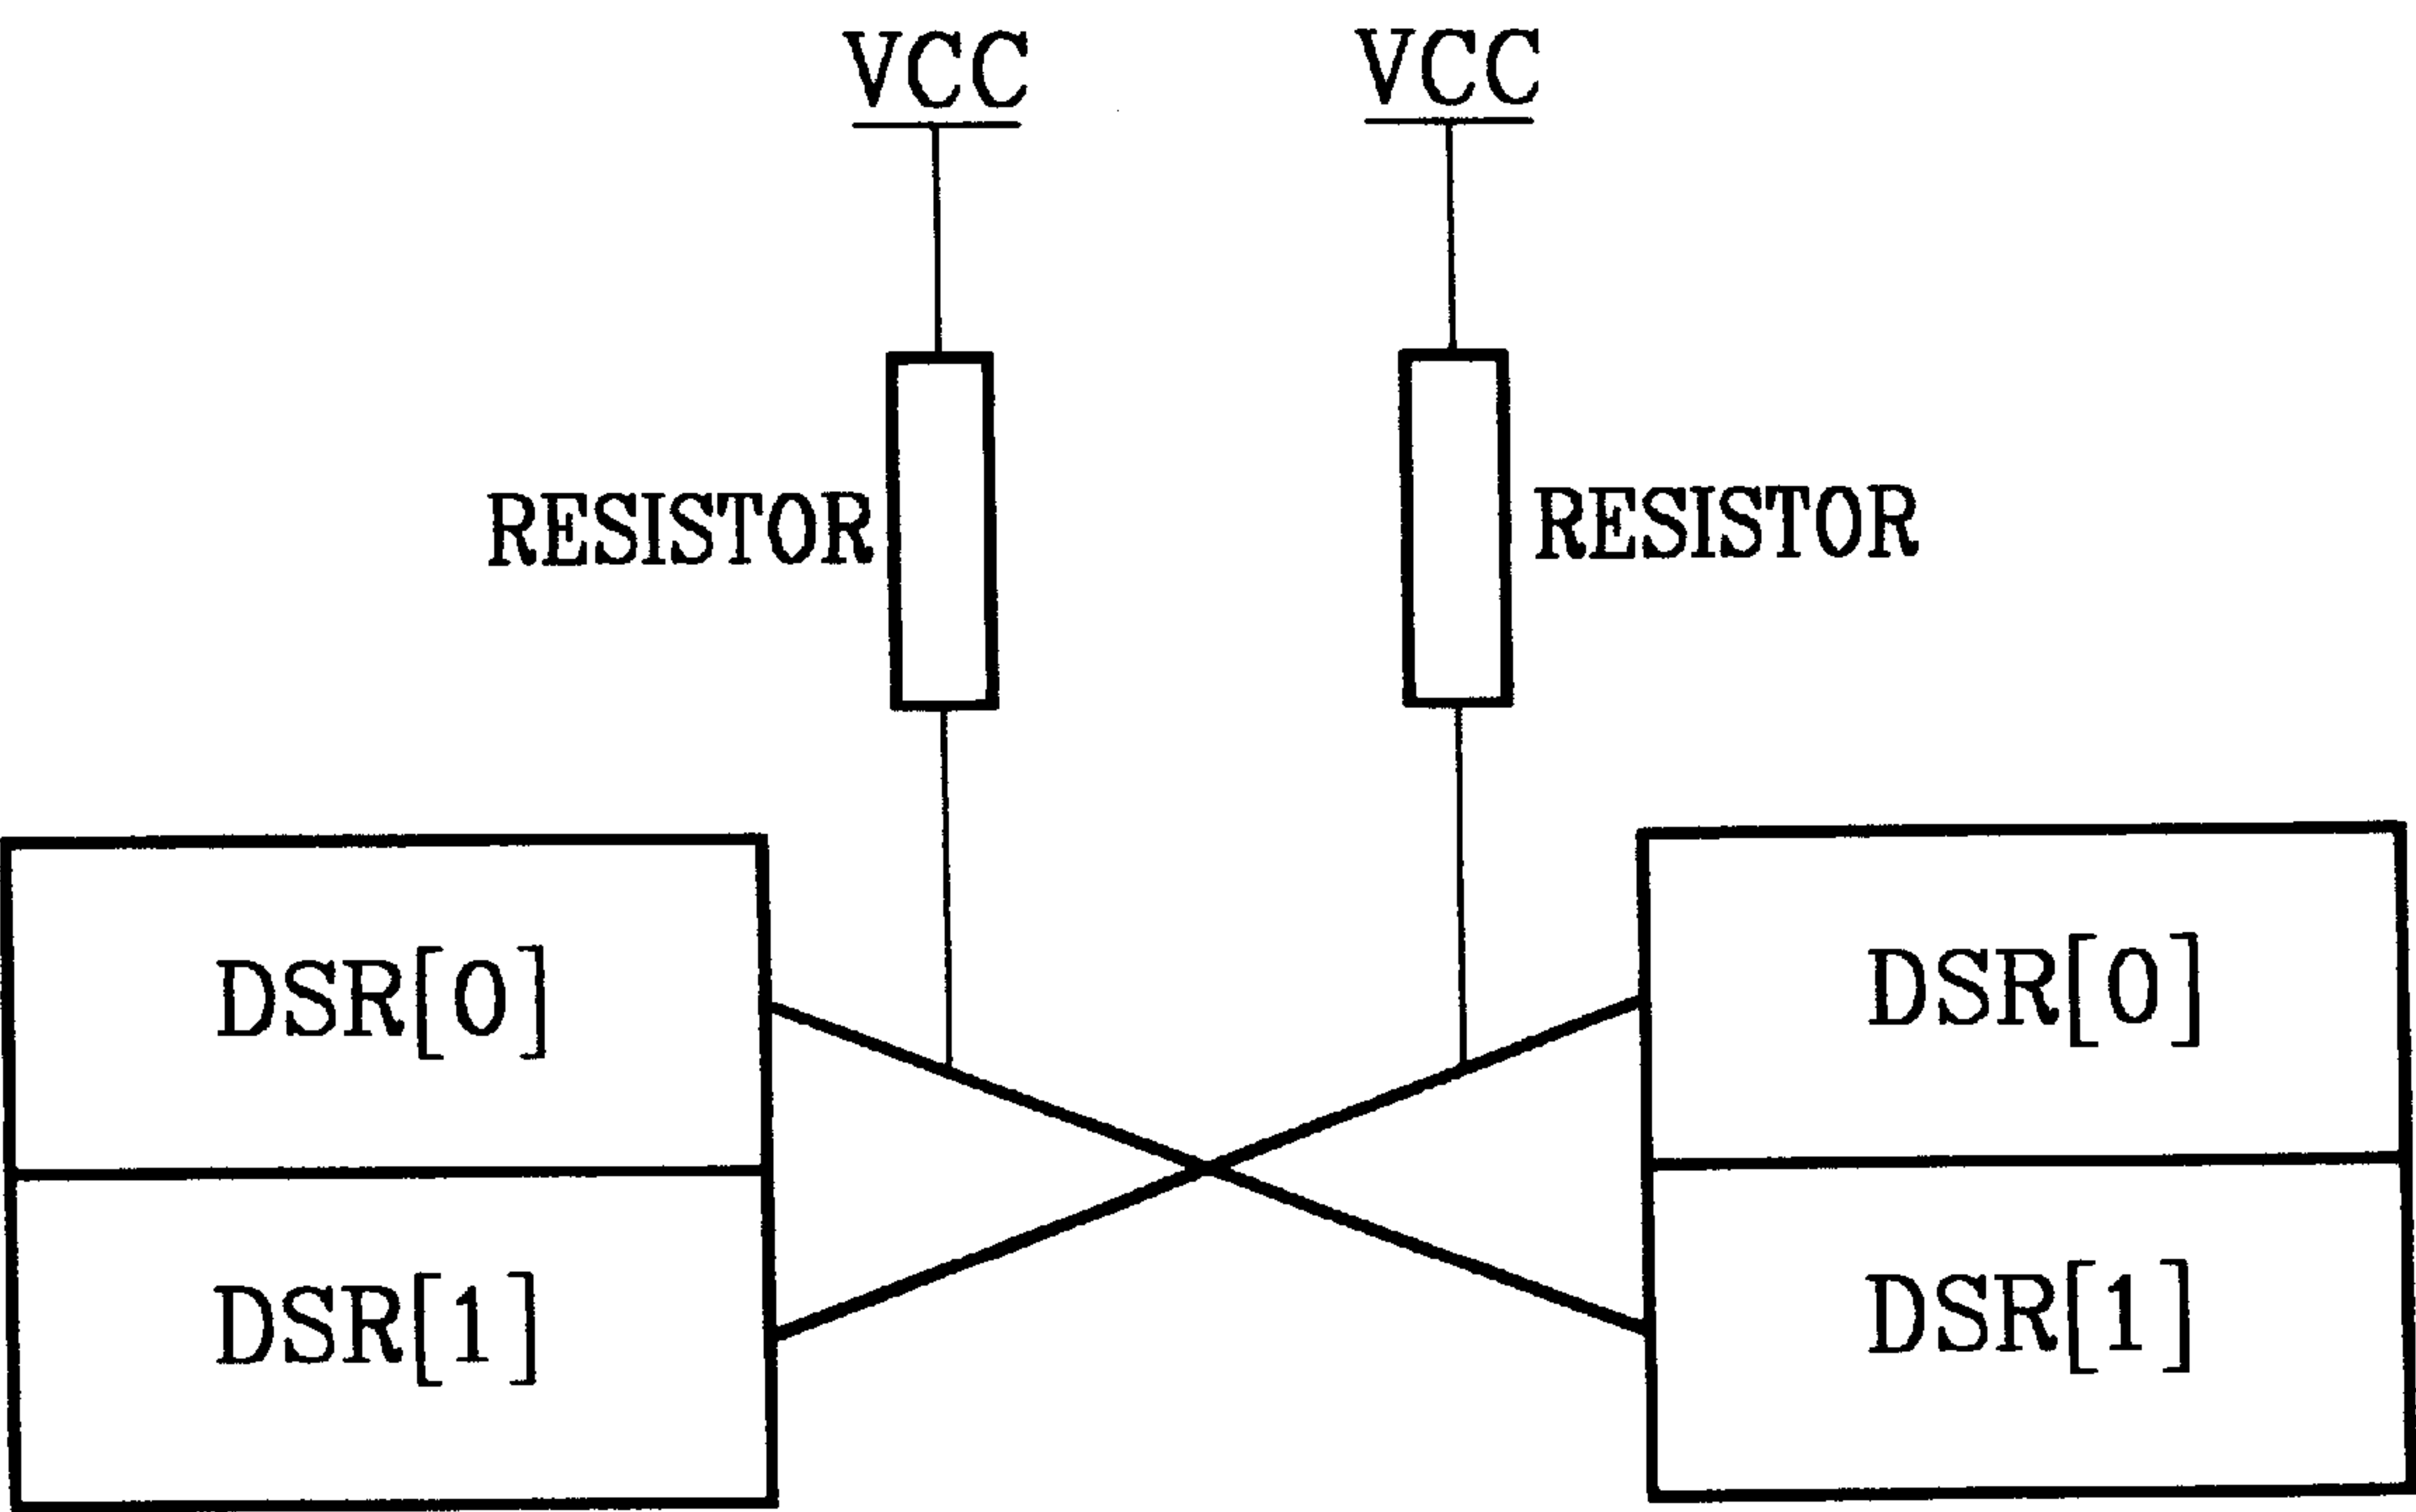 VCC VCC
RESISTOR RESISTOR
DSR[0] DSR[0]
DSR[1] DSR[1]